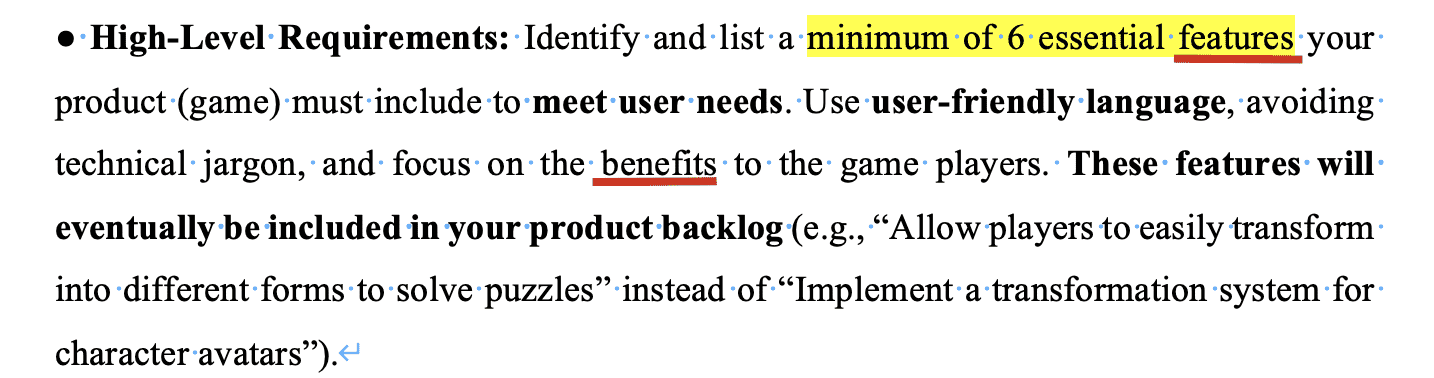 ● High-Level Requirements: Identify and list a minimum of 6 essential features your
product (game) must include to meet user needs. Use user-friendly language, avoiding
technical jargon, and focus on the benefits to the game players. These features will
eventually be included in your product backlog (e.g., “Allow players to easily transform
into different forms to solve puzzles” instead of “Implement a transformation system for
character avatars”).